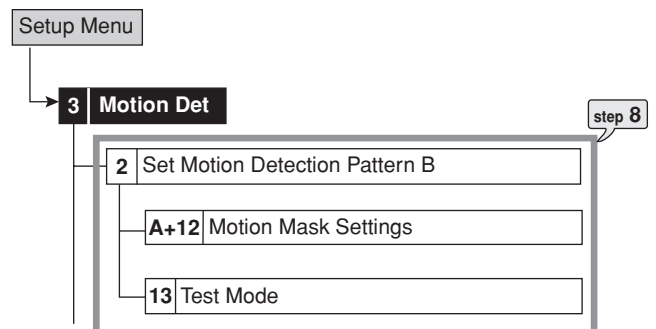 Setup Menu
3 Motion Det
step 8
2 Set Motion Detection Pattern B
A+12 Motion Mask Settings
13 Test Mode